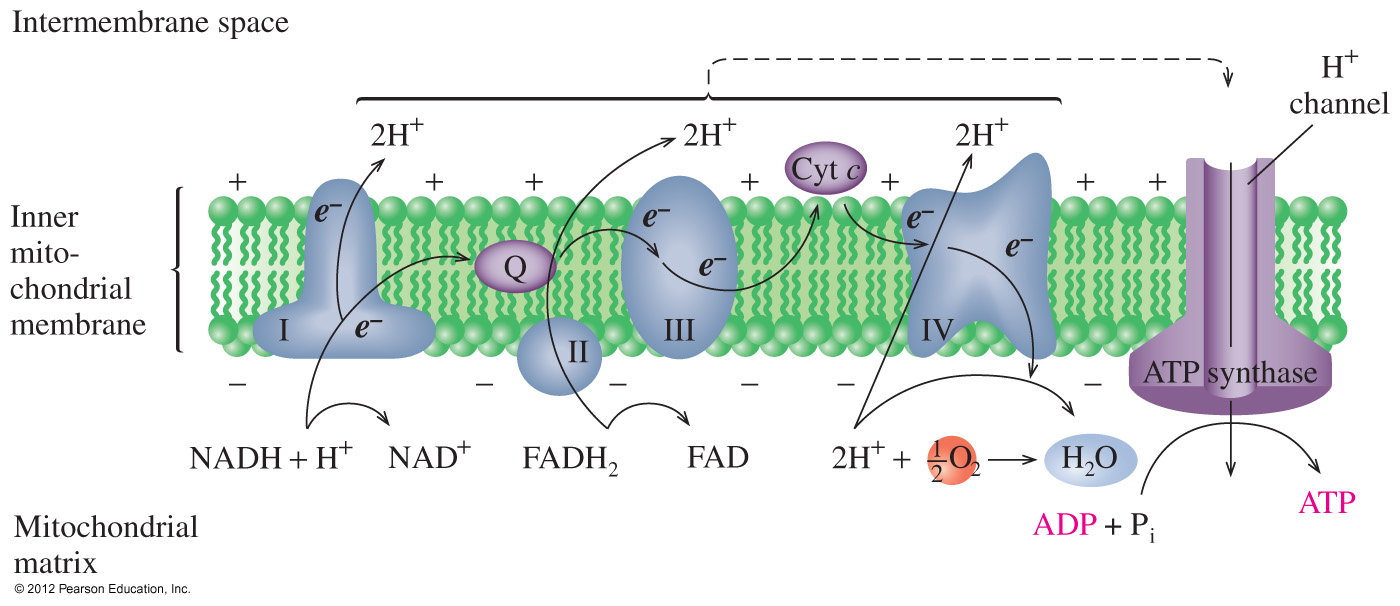 Intermembrane space
H⁺
channel
2H⁺
2H⁺
2H⁺
Cyt c
+ + + + + + +
Inner
mito-
chondrial
membrane
e⁻
e⁻
e⁻
e⁻
e⁻
e⁻
Q
I
II
III
IV
ATP synthase
− − − − − −
NADH + H⁺
NAD⁺
FADH₂
FAD
2H⁺ + ½O₂
H₂O
ADP + Pᵢ
ATP
Mitochondrial
matrix
© 2012 Pearson Education, Inc.